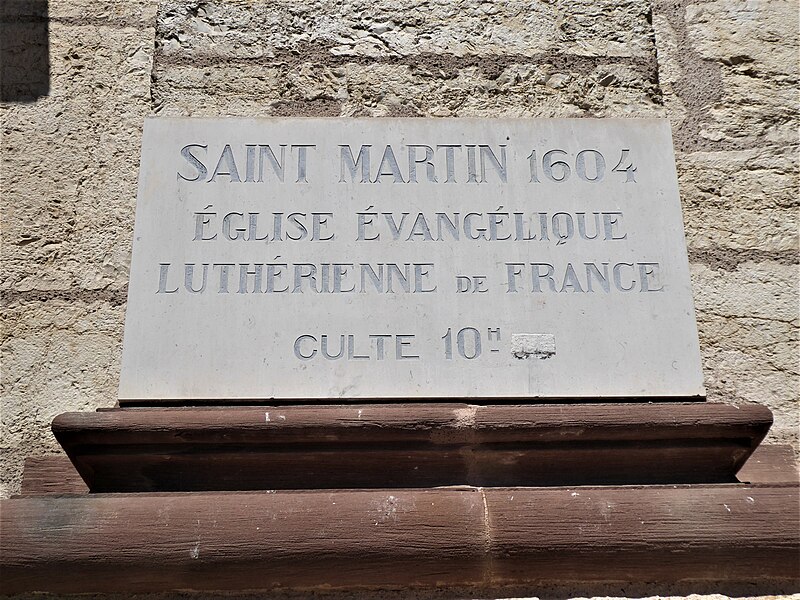 SAINT MARTIN 1604
ÉGLISE ÉVANGÉLIQUE
LUTHÉRIENNE DE FRANCE
CULTE 10H